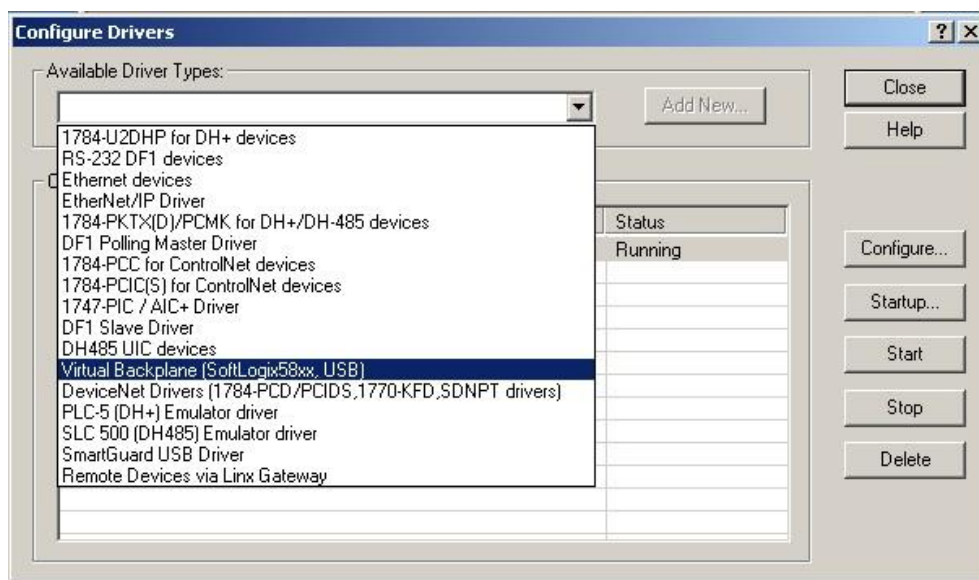 Configure Drivers
Available Driver Types:
Add New...
Close
Help
1784-U2DHP for DH+ devices
RS-232 DF1 devices
Ethernet devices
EtherNet/IP Driver
1784-PKTX(D)/PCMK for DH+/DH-485 devices
DF1 Polling Master Driver
1784-PCC for ControlNet devices
1784-PCIC(S) for ControlNet devices
1747-PIC / AIC+ Driver
DF1 Slave Driver
DH485 UIC devices
Virtual Backplane (SoftLogix58xx, USB)
DeviceNet Drivers (1784-PCD/PCIDS,1770-KFD,SDNPT drivers)
PLC-5 (DH+) Emulator driver
SLC 500 (DH485) Emulator driver
SmartGuard USB Driver
Remote Devices via Linx Gateway
Status
Running
Configure...
Startup...
Start
Stop
Delete